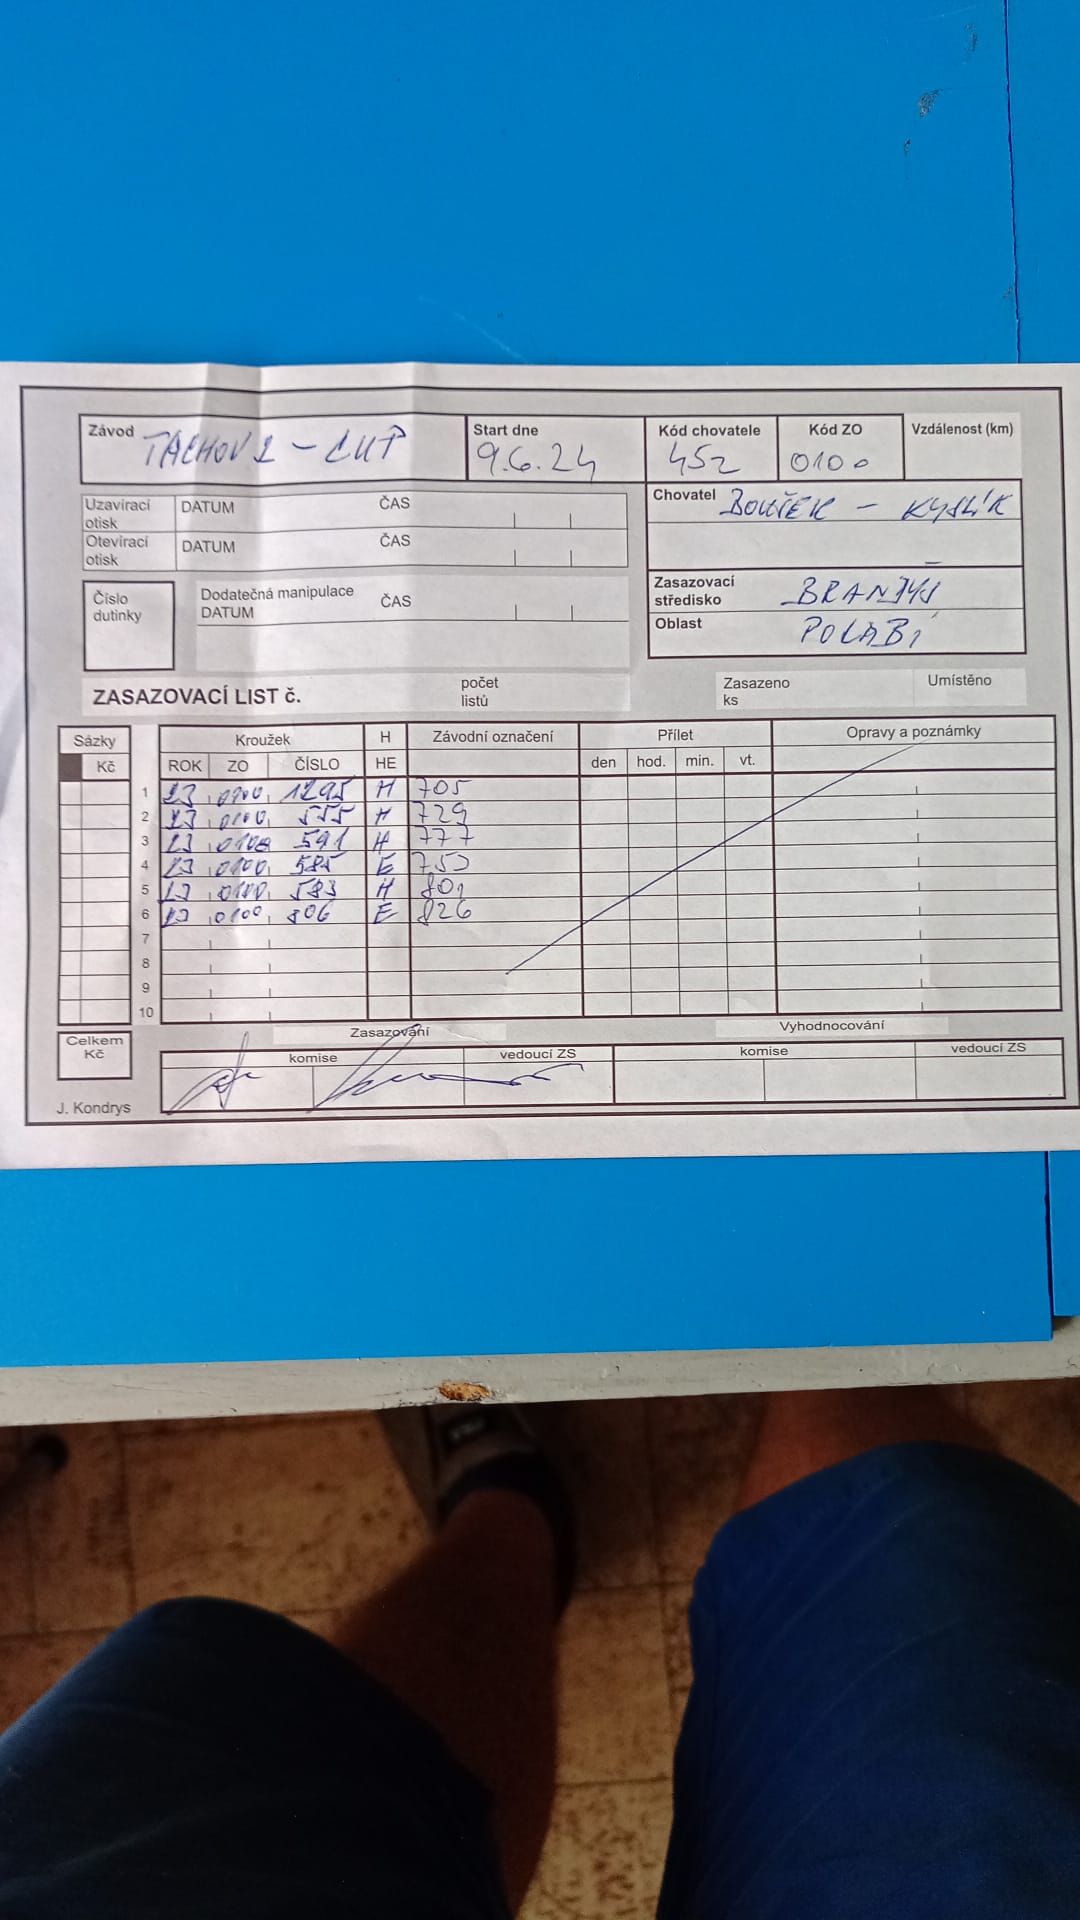 Závod TACHOV 2 - CUP Start dne 9.6.24 Kód chovatele 452 Kód ZO 0100 Vzdálenost (km)
Uzavírací otisk DATUM ČAS
Otevírací otisk DATUM ČAS
Chovatel BOUŠEK - KYSLÍK
Číslo dutinky
Dodatečná manipulace DATUM ČAS
Zasazovací středisko BRANDÝS
Oblast POLABÍ
ZASAZOVACÍ LIST č. počet listů Zasazeno ks Umístěno
Sázky Kroužek H Závodní označení Přílet Opravy a poznámky
Kč ROK ZO ČÍSLO HE den hod. min. vt.
1 23 0100 1295 H 705
2 23 0100 555 H 729
3 23 0100 591 H 777
4 23 0100 585 E 753
5 23 0100 583 H 801
6 23 0100 806 E 826
7
8
9
10
Celkem Kč
Zasazování Vyhodnocování
komise vedoucí ZS komise vedoucí ZS
J. Kondrys